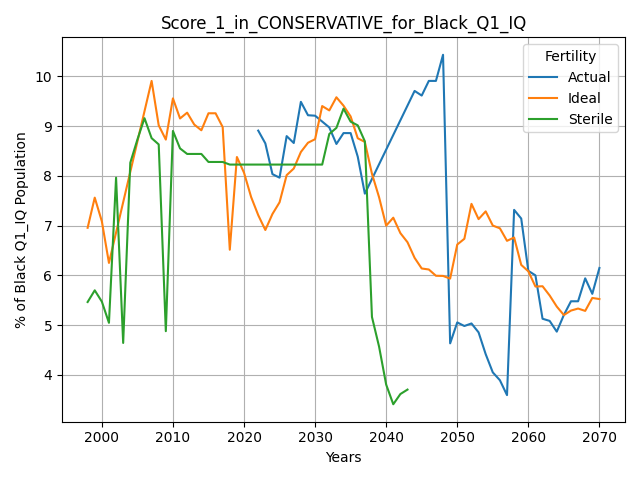 Score_1_in_CONSERVATIVE_for_Black_Q1_IQ
Fertility
Actual
Ideal
Sterile
% of Black Q1_IQ Population
10
9
8
7
6
5
4
2000 2010 2020 2030 2040 2050 2060 2070
Years